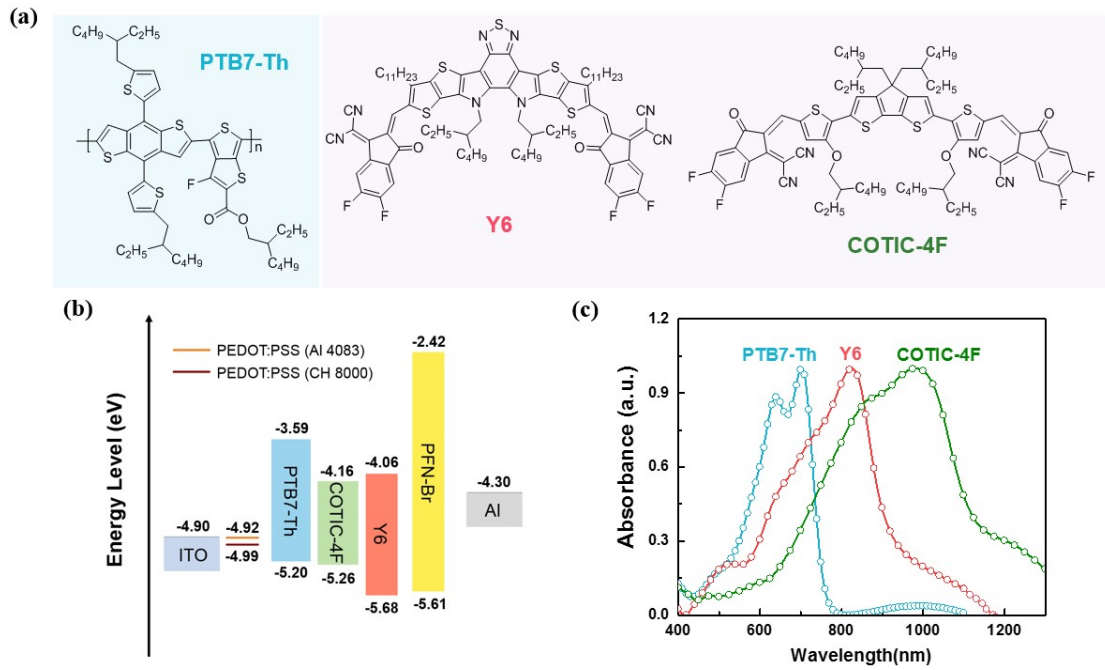 (a)
PTB7-Th
C4H9
C2H5
S
S
S
S
n
F
S
S
O
O
C2H5
C4H9
C2H5
C4H9
N
S
N
C11H23
C11H23
S
S
S
S
N
N
CN
CN
NC
NC
C2H5
C4H9
C2H5
C4H9
O
O
F
F
F
F
Y6
C4H9
C4H9
C2H5
C2H5
O
S
S
S
S
O
F
F
CN
CN
O
O
NC
CN
F
F
C4H9
C2H5
C4H9
C2H5
COTIC-4F
(b)
Energy Level (eV)
PEDOT:PSS (AI 4083)
PEDOT:PSS (CH 8000)
-2.42
-3.59
-4.16
-4.06
-4.30
-4.90
-4.92
-4.99
ITO
PTB7-Th
COTIC-4F
Y6
PFN-Br
Al
-5.20
-5.26
-5.68
-5.61
(c)
Absorbance (a.u.)
1.2
0.9
0.6
0.3
0.0
PTB7-Th
Y6
COTIC-4F
400
600
800
1000
1200
Wavelength(nm)